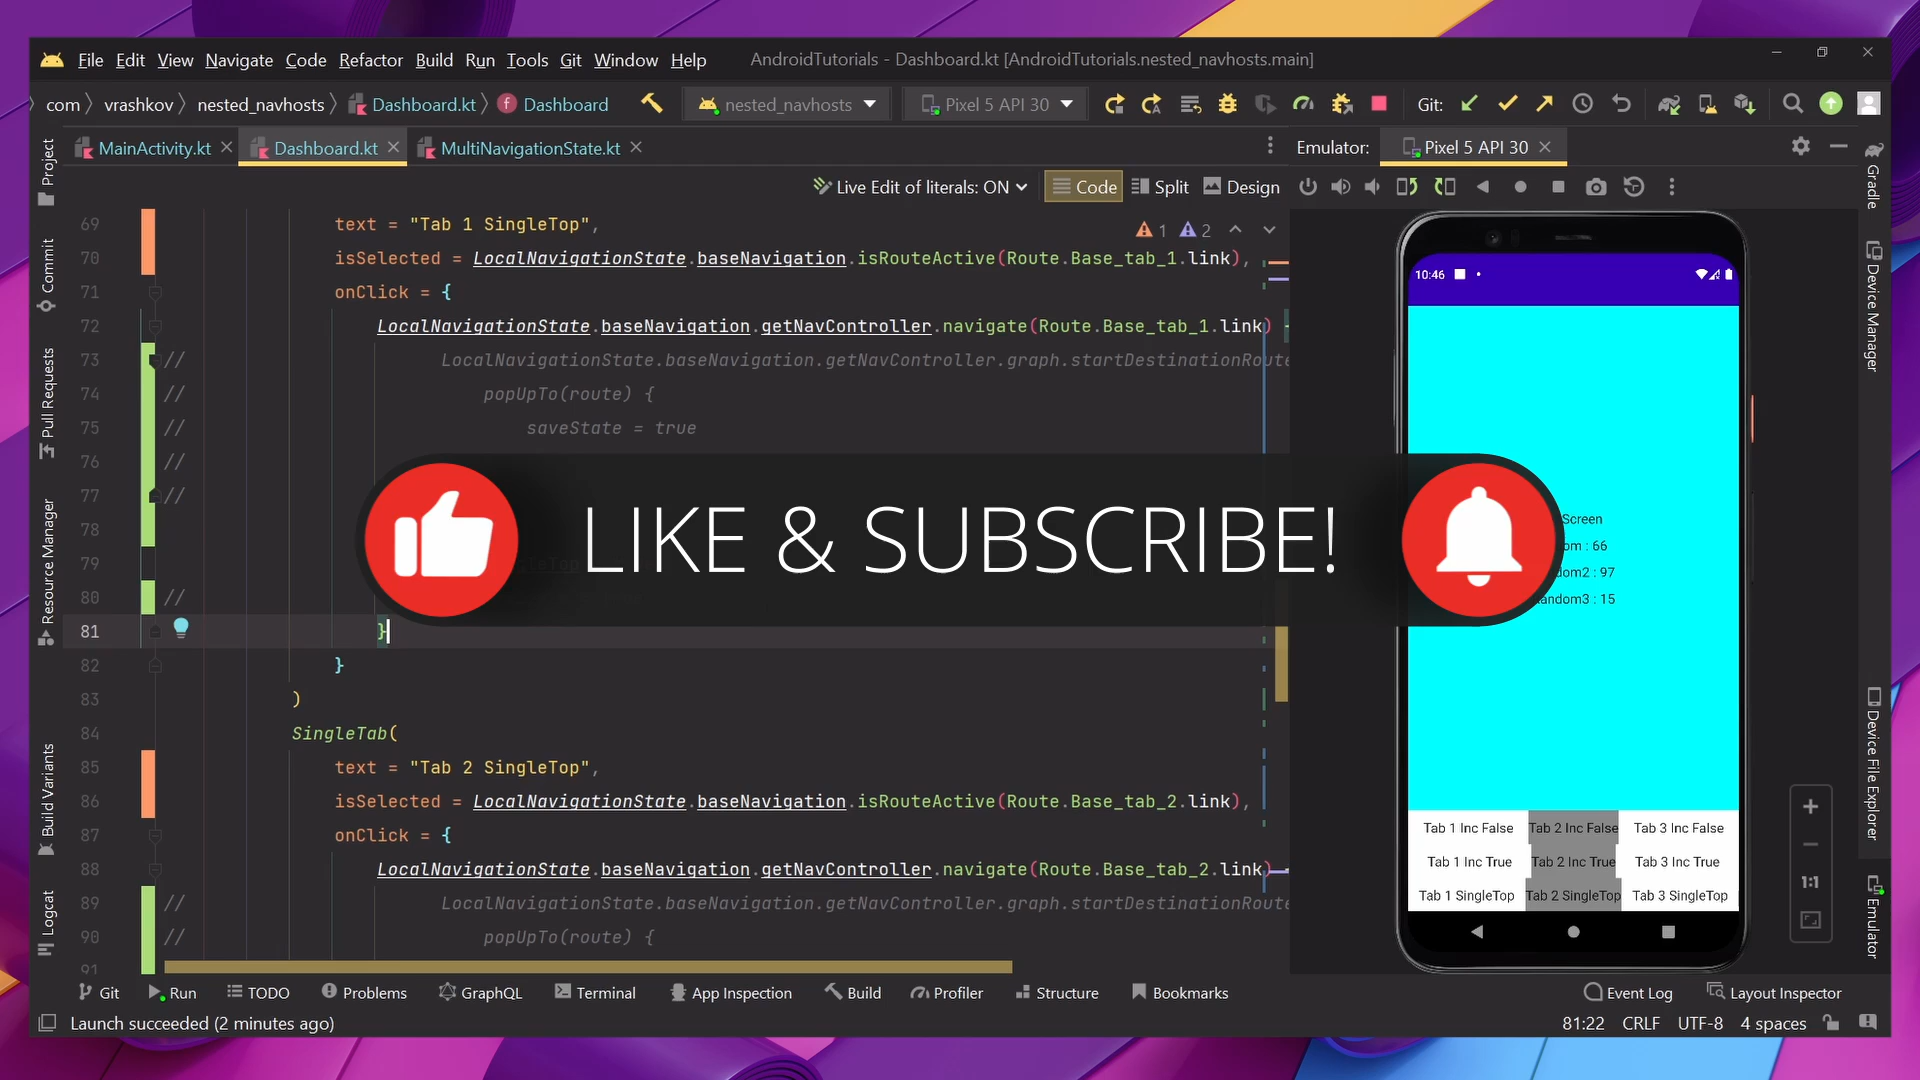 File Edit View Navigate Code Refactor Build Run Tools Git Window Help AndroidTutorials - Dashboard.kt [AndroidTutorials.nested_navhosts.main]
com vrashkov nested_navhosts Dashboard.kt Dashboard nested_navhosts Pixel 5 API 30 Git:
MainActivity.kt Dashboard.kt MultiNavigationState.kt Emulator: Pixel 5 API 30
Live Edit of literals: ON Code Split Design
69 text = "Tab 1 SingleTop",
1 2
70 isSelected = LocalNavigationState.baseNavigation.isRouteActive(Route.Base_tab_1.link),
71 onClick = {
72 LocalNavigationState.baseNavigation.getNavController.navigate(Route.Base_tab_1.link)
73 // LocalNavigationState.baseNavigation.getNavController.graph.startDestinationRoute
74 // popUpTo(route) {
75 // saveState = true
76 //
77 //
78
79
80 //
81 }
82 }
83 )
84 SingleTab(
85 text = "Tab 2 SingleTop",
86 isSelected = LocalNavigationState.baseNavigation.isRouteActive(Route.Base_tab_2.link),
87 onClick = {
88 LocalNavigationState.baseNavigation.getNavController.navigate(Route.Base_tab_2.link)
89 // LocalNavigationState.baseNavigation.getNavController.graph.startDestinationRoute
90 // popUpTo(route) {
91
LIKE & SUBSCRIBE!
10:46
Screen
: 66
: 97
: 15
Tab 1 Inc False Tab 2 Inc False Tab 3 Inc False
Tab 1 Inc True Tab 2 Inc True Tab 3 Inc True
Tab 1 SingleTop Tab 2 SingleTop Tab 3 SingleTop
1:1
Project
Commit
Pull Requests
Resource Manager
Build Variants
Logcat
Gradle
Device Manager
Device File Explorer
Emulator
Git Run TODO Problems GraphQL Terminal App Inspection Build Profiler Structure Bookmarks Event Log Layout Inspector
Launch succeeded (2 minutes ago) 81:22 CRLF UTF-8 4 spaces